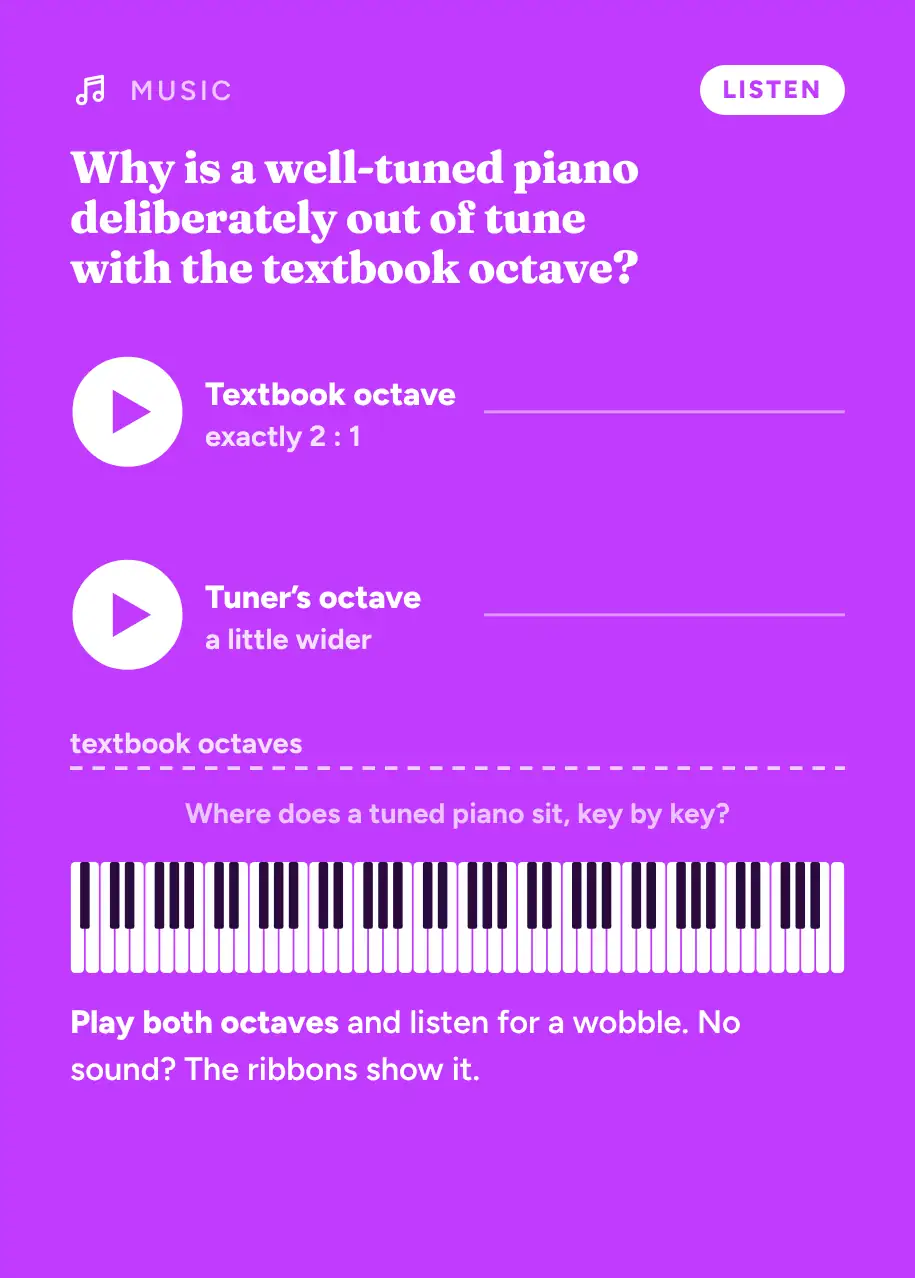 MUSIC
LISTEN
Why is a well-tuned piano
deliberately out of tune
with the textbook octave?
Textbook octave
exactly 2 : 1
Tuner’s octave
a little wider
textbook octaves
Where does a tuned piano sit, key by key?
Play both octaves and listen for a wobble. No
sound? The ribbons show it.